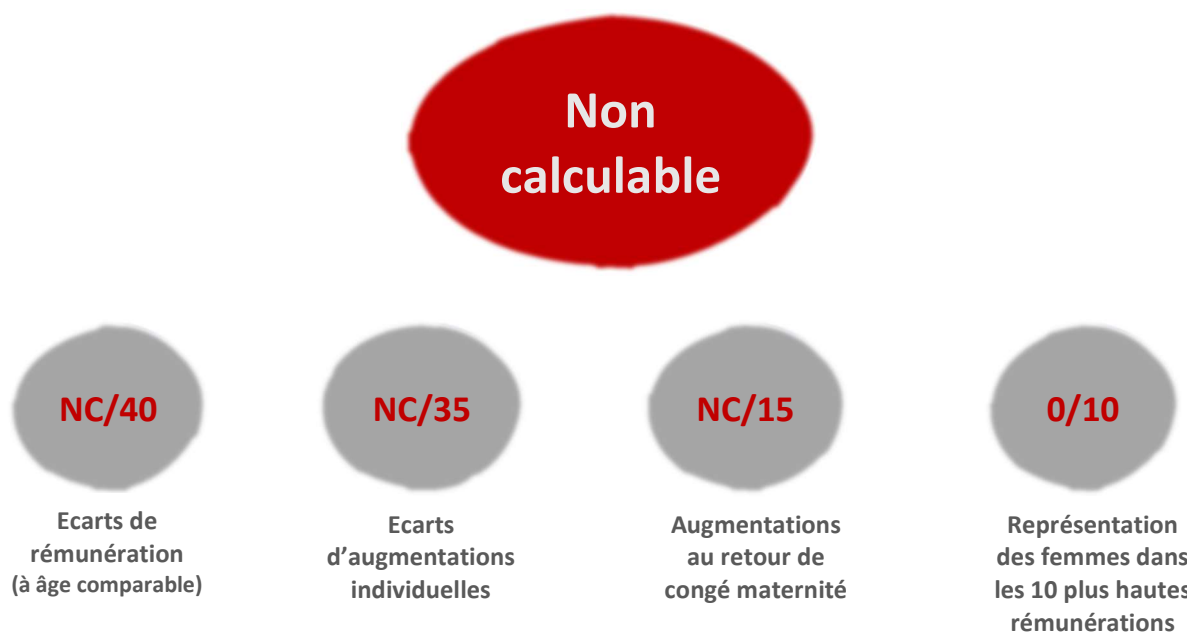 Non
calculable
NC/40
NC/35
NC/15
0/10
Ecarts de
rémunération
(à âge comparable)
Ecarts
d’augmentations
individuelles
Augmentations
au retour de
congé maternité
Représentation
des femmes dans
les 10 plus hautes
rémunérations